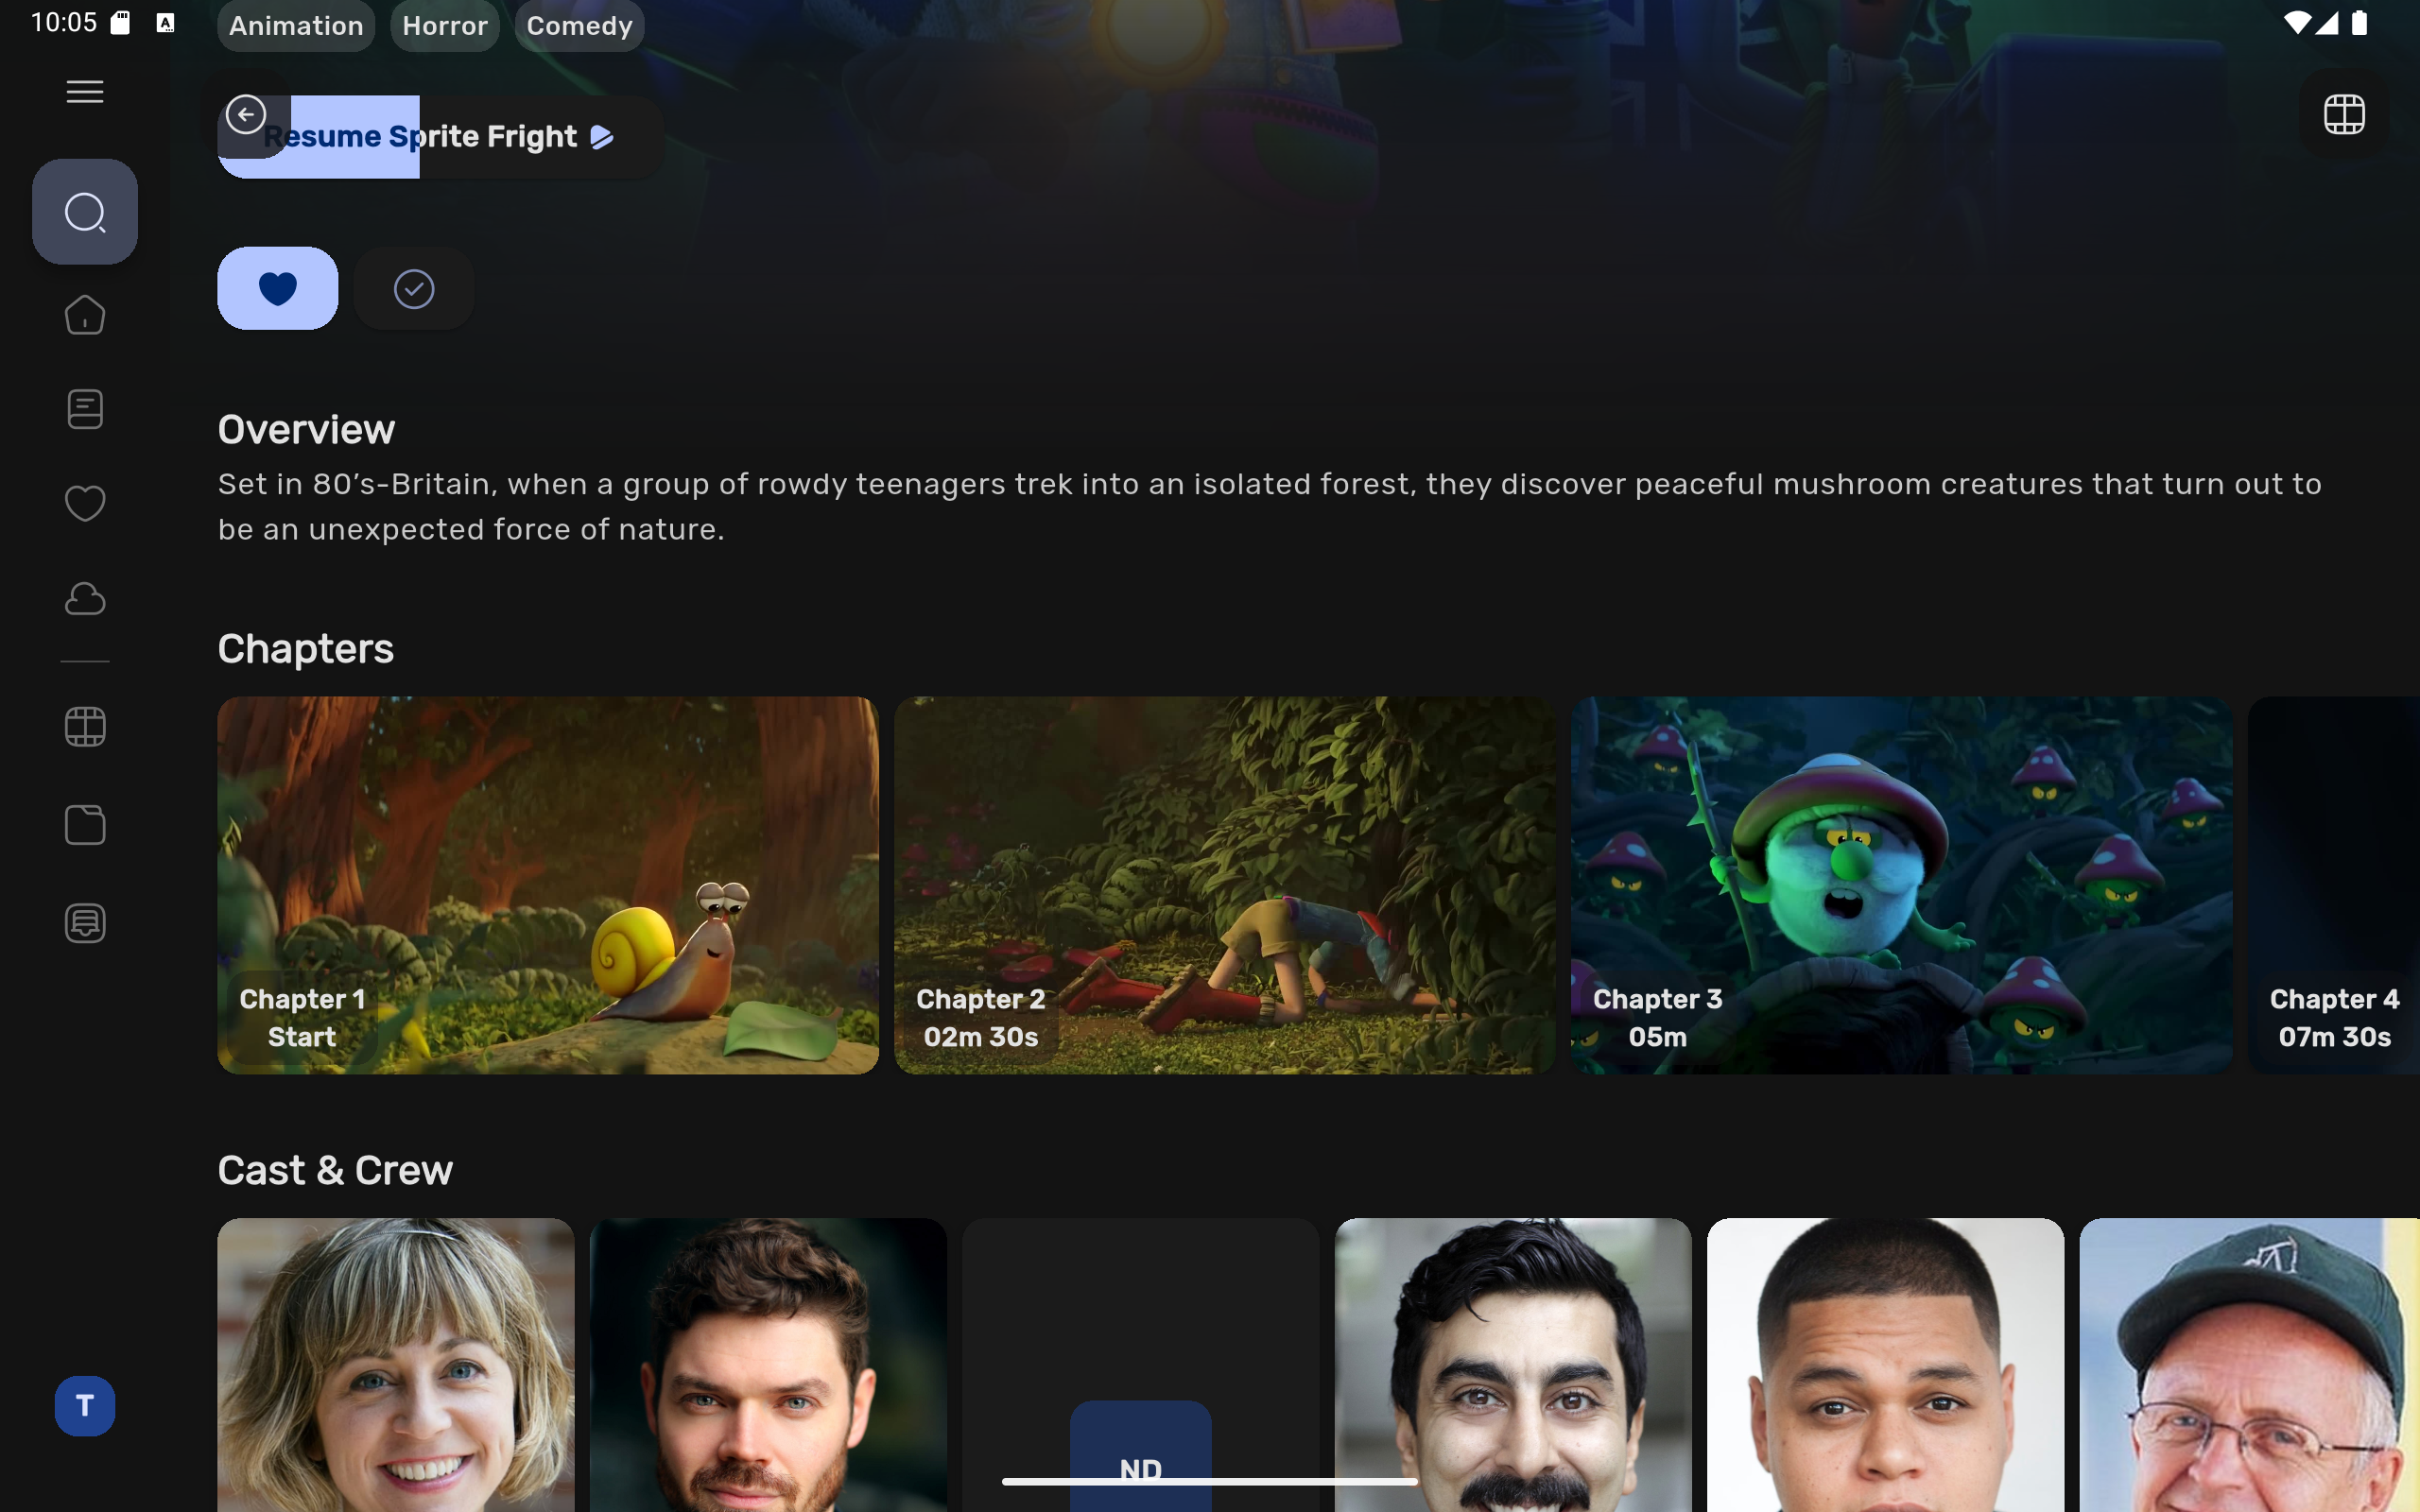 10:05
A
Animation Horror Comedy
Resume Sprite Fright
Overview
Set in 80’s-Britain, when a group of rowdy teenagers trek into an isolated forest, they discover peaceful mushroom creatures that turn out to
be an unexpected force of nature.
Chapters
Chapter 1
Start
Chapter 2
02m 30s
Chapter 3
05m
Chapter 4
07m 30s
Cast & Crew
ND
T